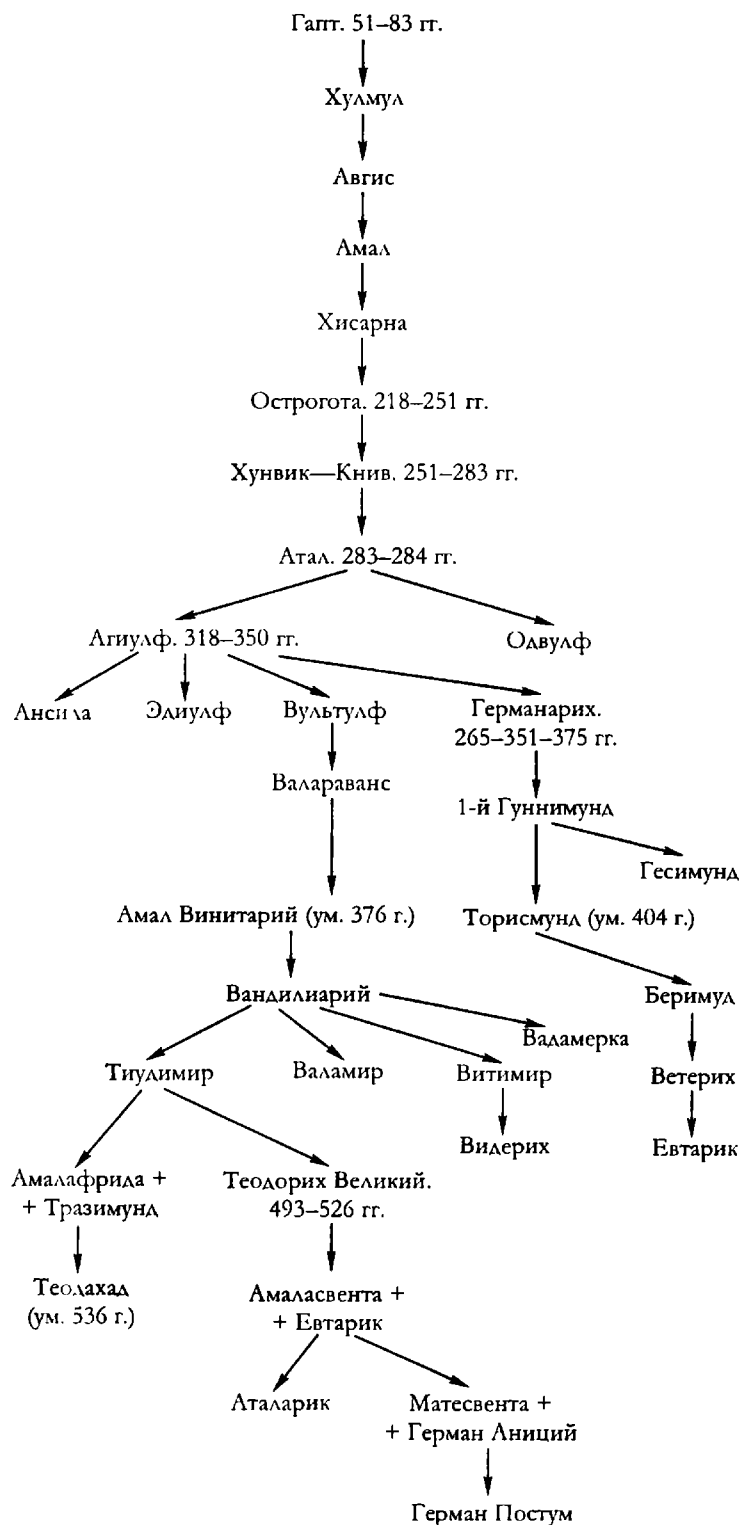 Гапт. 51–83 гг.
Хулмул
Авгис
Амал
Хисарна
Острогота. 218–251 гг.
Хунвик—Книв. 251–283 гг.
Атал. 283–284 гг.
Агиулф. 318–350 гг.
Одвулф
Ансила
Эдиулф
Вультулф
Германарих.
265–351–375 гг.
Валараванс
1-й Гуннимунд
Гесимунд
Амал Винитарий (ум. 376 г.)
Торисмунд (ум. 404 г.)
Вандилиарий
Беримуд
Вадамерка
Тиудимир
Валамир
Витимир
Ветерих
Видерих
Евтарик
Амалафрида +
+ Тразимунд
Теодорих Великий.
493–526 гг.
Теодахад
(ум. 536 г.)
Амаласвента +
+ Евтарик
Аталарик
Матесвента +
+ Герман Аниций
Герман Постум